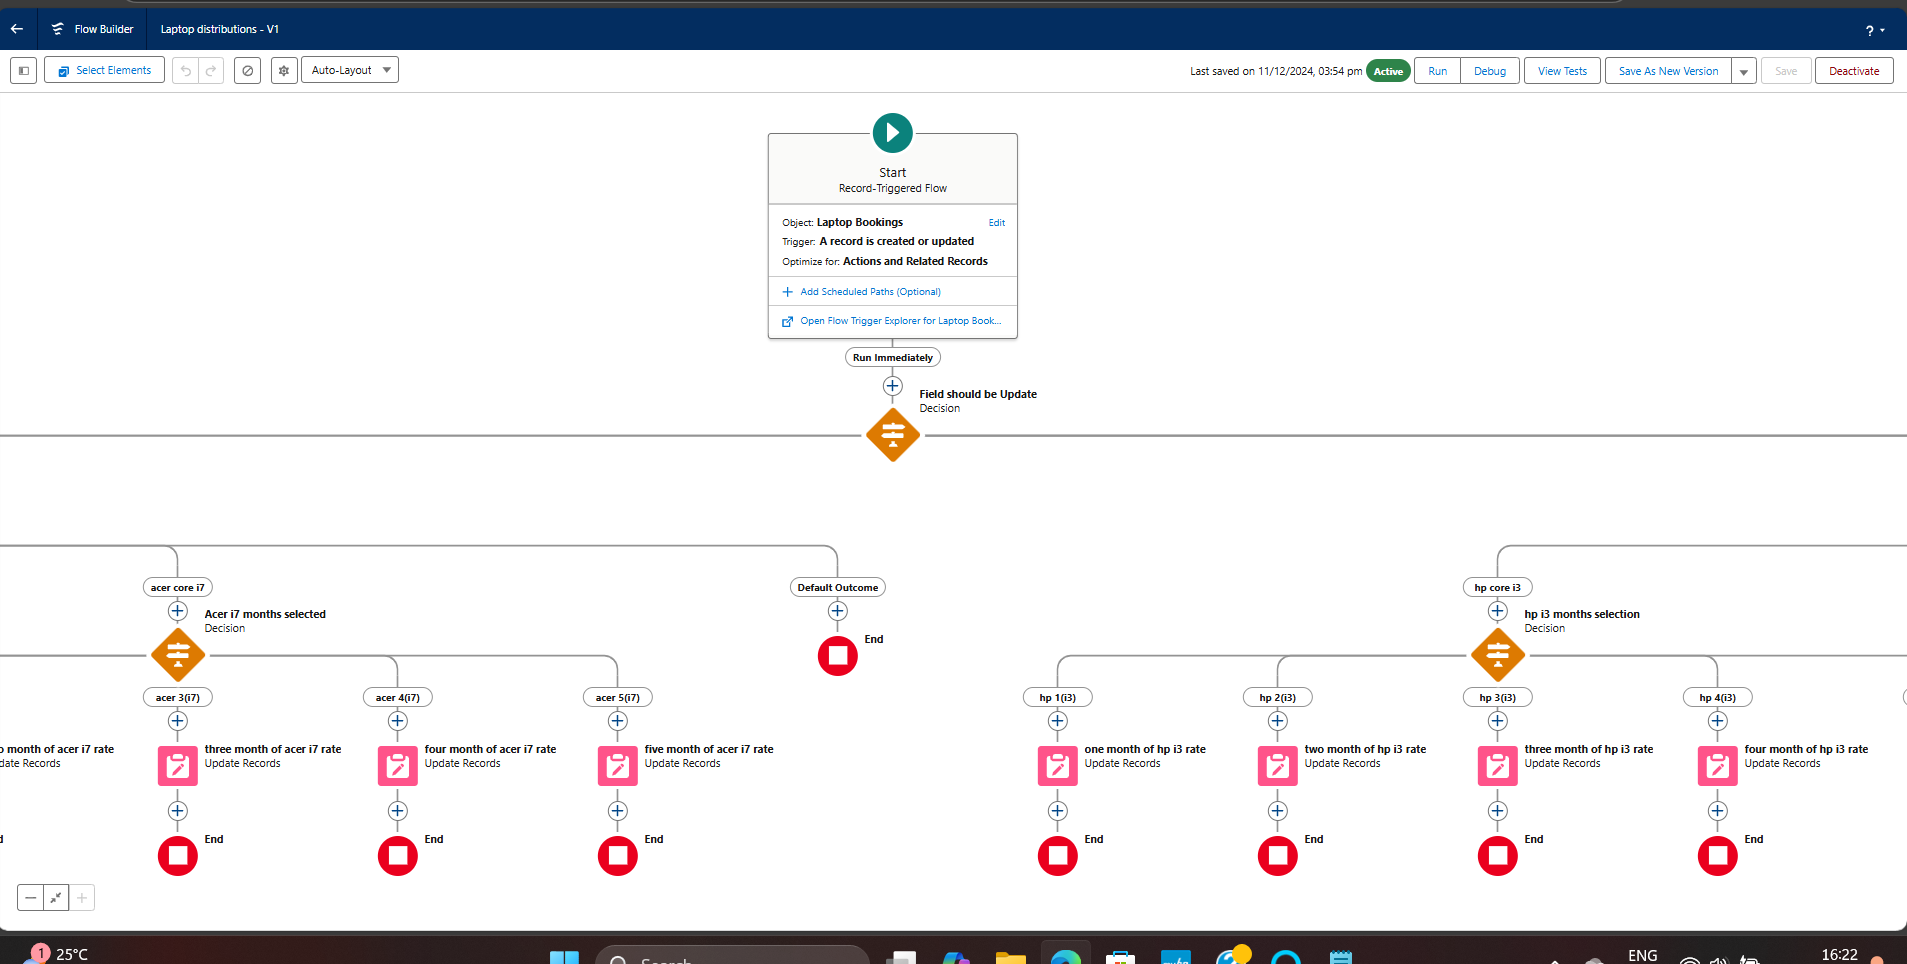 Flow Builder
Laptop distributions - V1
?
Select Elements
Auto-Layout
Last saved on 11/12/2024, 03:54 pm
Active
Run
Debug
View Tests
Save As New Version
Save
Deactivate
Start
Record-Triggered Flow
Object: Laptop Bookings
Edit
Trigger: A record is created or updated
Optimize for: Actions and Related Records
Add Scheduled Paths (Optional)
Open Flow Trigger Explorer for Laptop Book...
Run Immediately
Field should be Update
Decision
acer core i7
Default Outcome
hp core i3
Acer i7 months selected
Decision
End
hp i3 months selection
Decision
acer 3(i7)
acer 4(i7)
acer 5(i7)
hp 1(i3)
hp 2(i3)
hp 3(i3)
hp 4(i3)
month of acer i7 rate
three month of acer i7 rate
four month of acer i7 rate
five month of acer i7 rate
one month of hp i3 rate
two month of hp i3 rate
three month of hp i3 rate
four month of hp i3 rate
Records
Update Records
Update Records
Update Records
Update Records
Update Records
Update Records
Update Records
End
End
End
End
End
End
End
1
25°C
Search
ENG
16:22